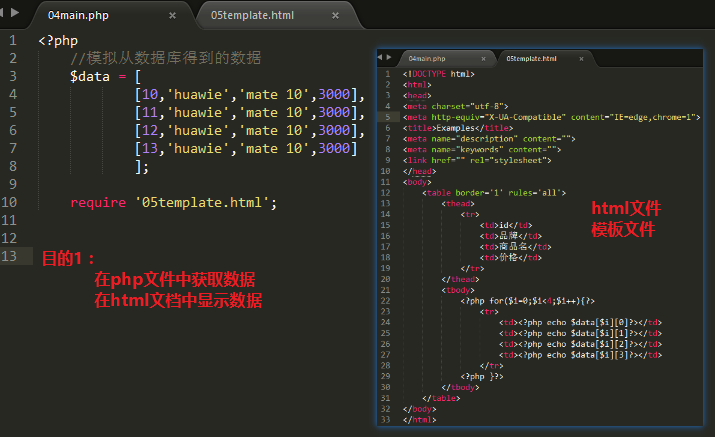 04main.php × 05template.html ×
1 <?php
2 //模拟从数据库得到的数据
3 $data = [
4 [10,'huawie','mate 10',3000],
5 [11,'huawie','mate 10',3000],
6 [12,'huawie','mate 10',3000],
7 [13,'huawie','mate 10',3000]
8 ];
9
10 require '05template.html';
11
12
13
目的1：
在php文件中获取数据
在html文档中显示数据
04main.php × 05template.html ×
1 <!DOCTYPE html>
2 <html>
3 <head>
4 <meta charset="utf-8">
5 <meta http-equiv="X-UA-Compatible" content="IE=edge,chrome=1">
6 <title>Examples</title>
7 <meta name="description" content="">
8 <meta name="keywords" content="">
9 <link href="" rel="stylesheet">
10 </head>
11 <body>
12 <table border='1' rules='all'>
13 <thead>
14 <tr>
15 <td>id</td>
16 <td>品牌</td>
17 <td>商品名</td>
18 <td>价格</td>
19 </tr>
20 </thead>
21 <tbody>
22 <?php for($i=0;$i<4;$i++){?>
23 <tr>
24 <td><?php echo $data[$i][0]?></td>
25 <td><?php echo $data[$i][1]?></td>
26 <td><?php echo $data[$i][2]?></td>
27 <td><?php echo $data[$i][3]?></td>
28 </tr>
29 <?php }?>
30 </tbody>
31 </table>
32 </body>
33 </html>
html文件
模板文件